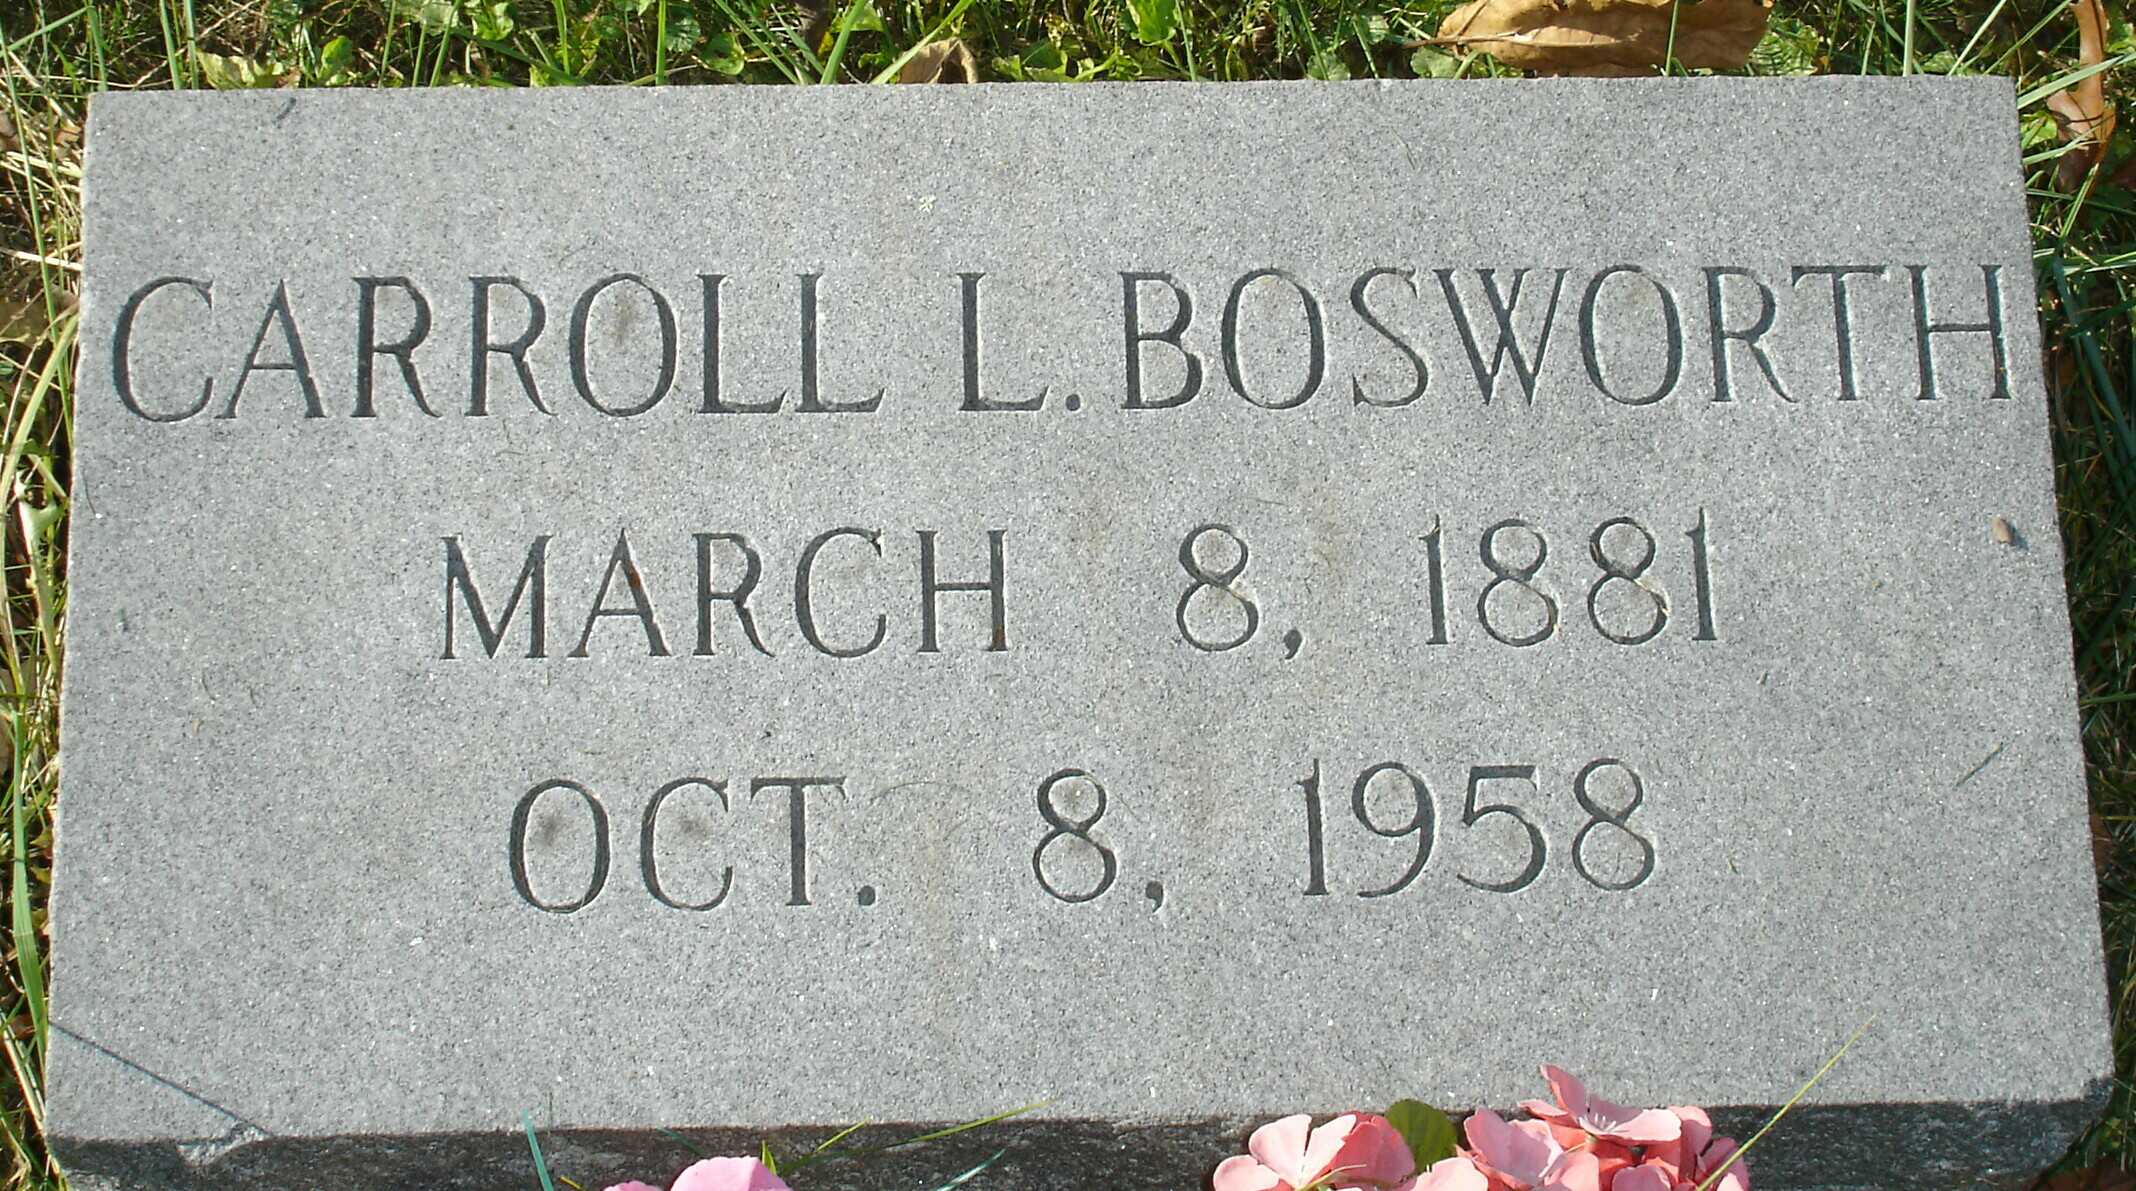 CARROLL L. BOSWORTH
MARCH 8, 1881
OCT. 8, 1958